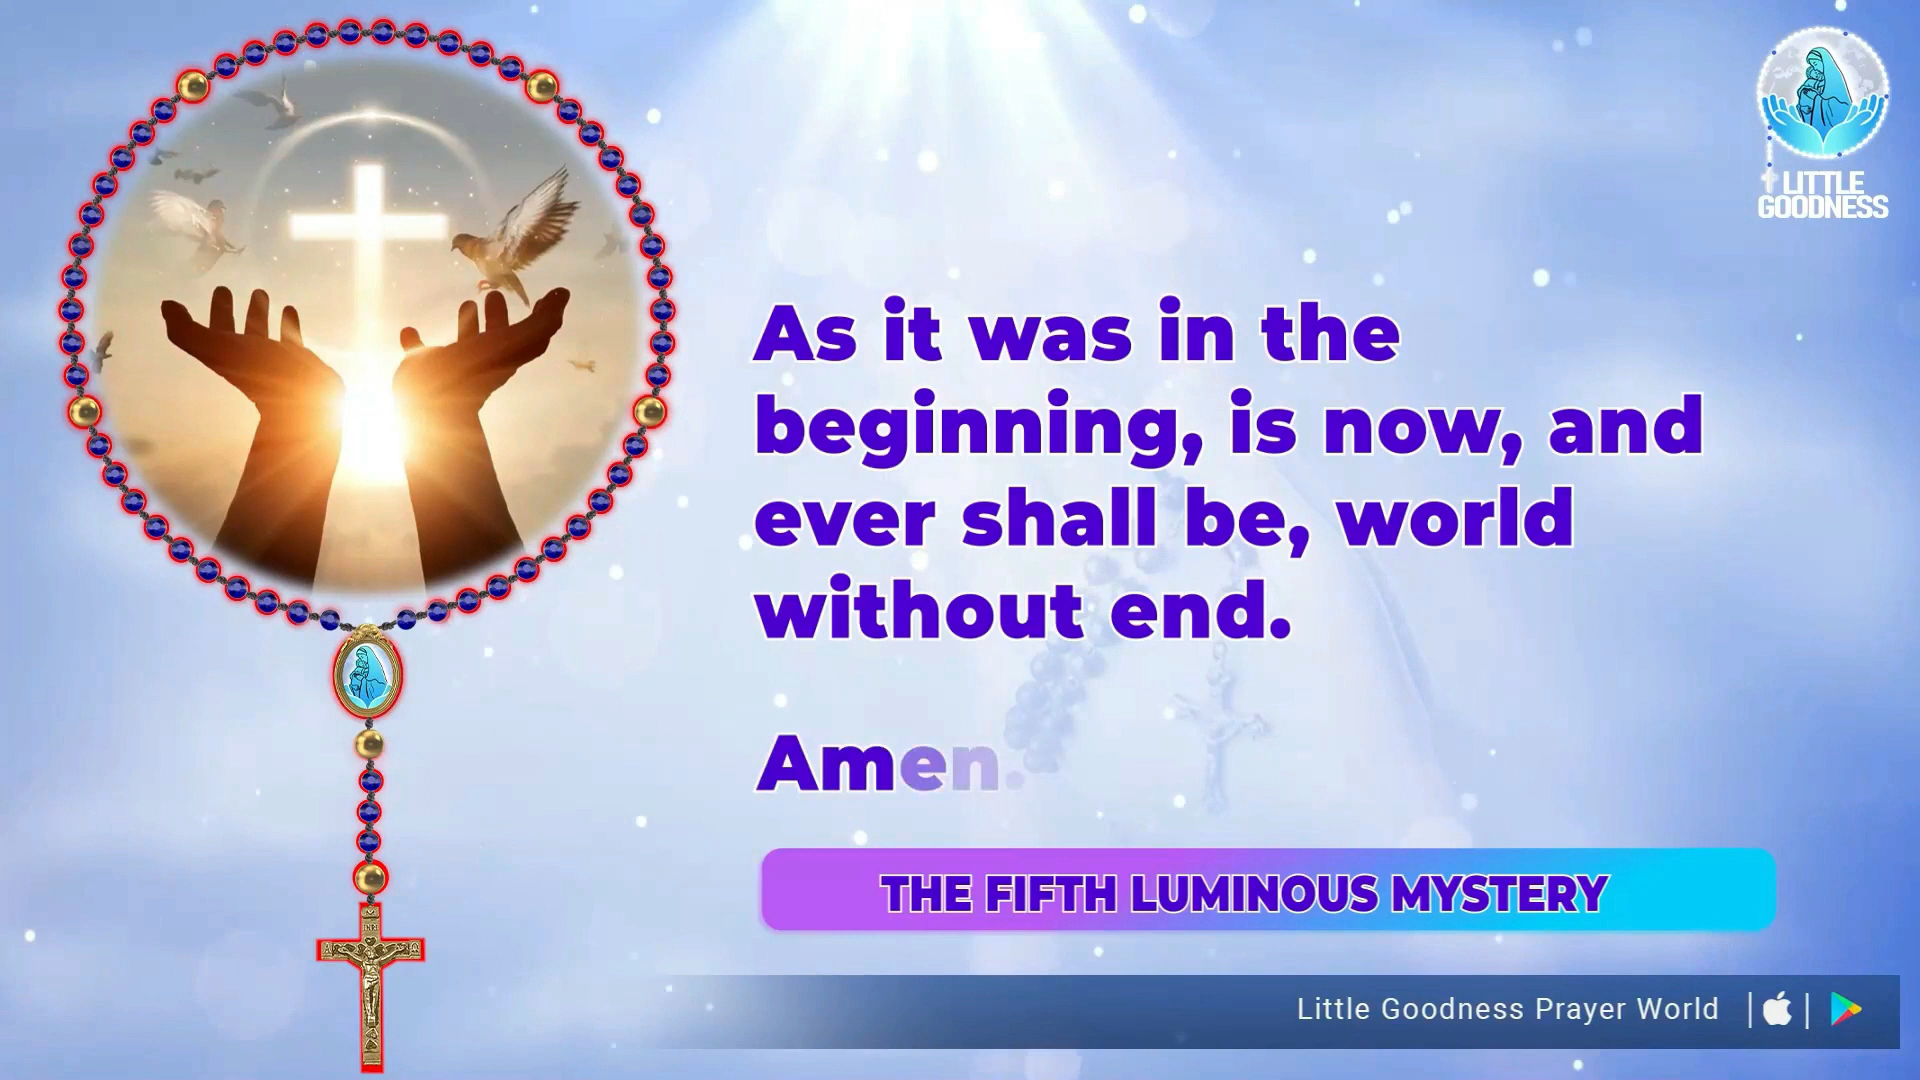 LITTLE
GOODNESS
As it was in the
beginning, is now, and
ever shall be, world
without end.
Amen.
THE FIFTH LUMINOUS MYSTERY
INRI
Little Goodness Prayer World